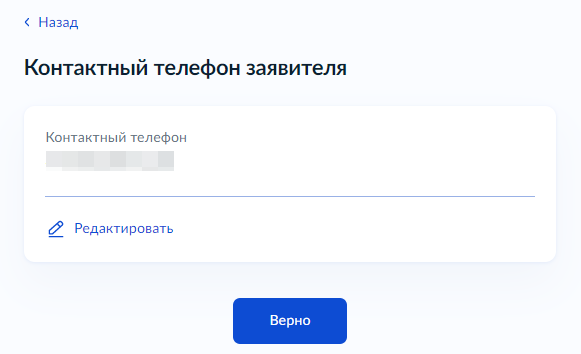 Назад
Контактный телефон заявителя
Контактный телефон
Редактировать
Верно